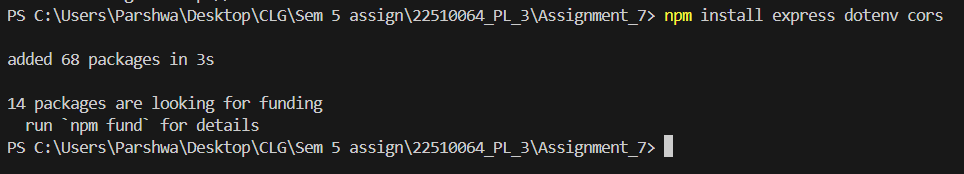 PS C:\Users\Parshwa\Desktop\CLG\Sem 5 assign\22510064_PL_3\Assignment_7> npm install express dotenv cors
added 68 packages in 3s
14 packages are looking for funding
  run `npm fund` for details
PS C:\Users\Parshwa\Desktop\CLG\Sem 5 assign\22510064_PL_3\Assignment_7>